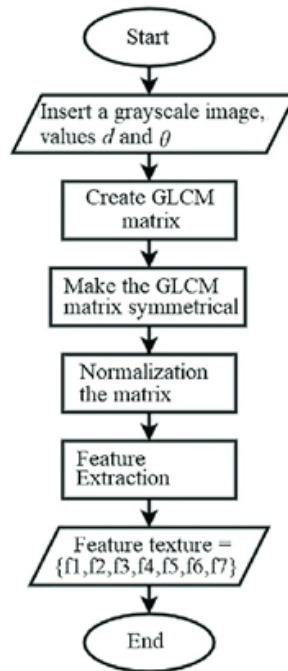 Start
Insert a grayscale image,
values d and θ
Create GLCM
matrix
Make the GLCM
matrix symmetrical
Normalization
the matrix
Feature
Extraction
Feature texture =
{f1,f2,f3,f4,f5,f6,f7}
End